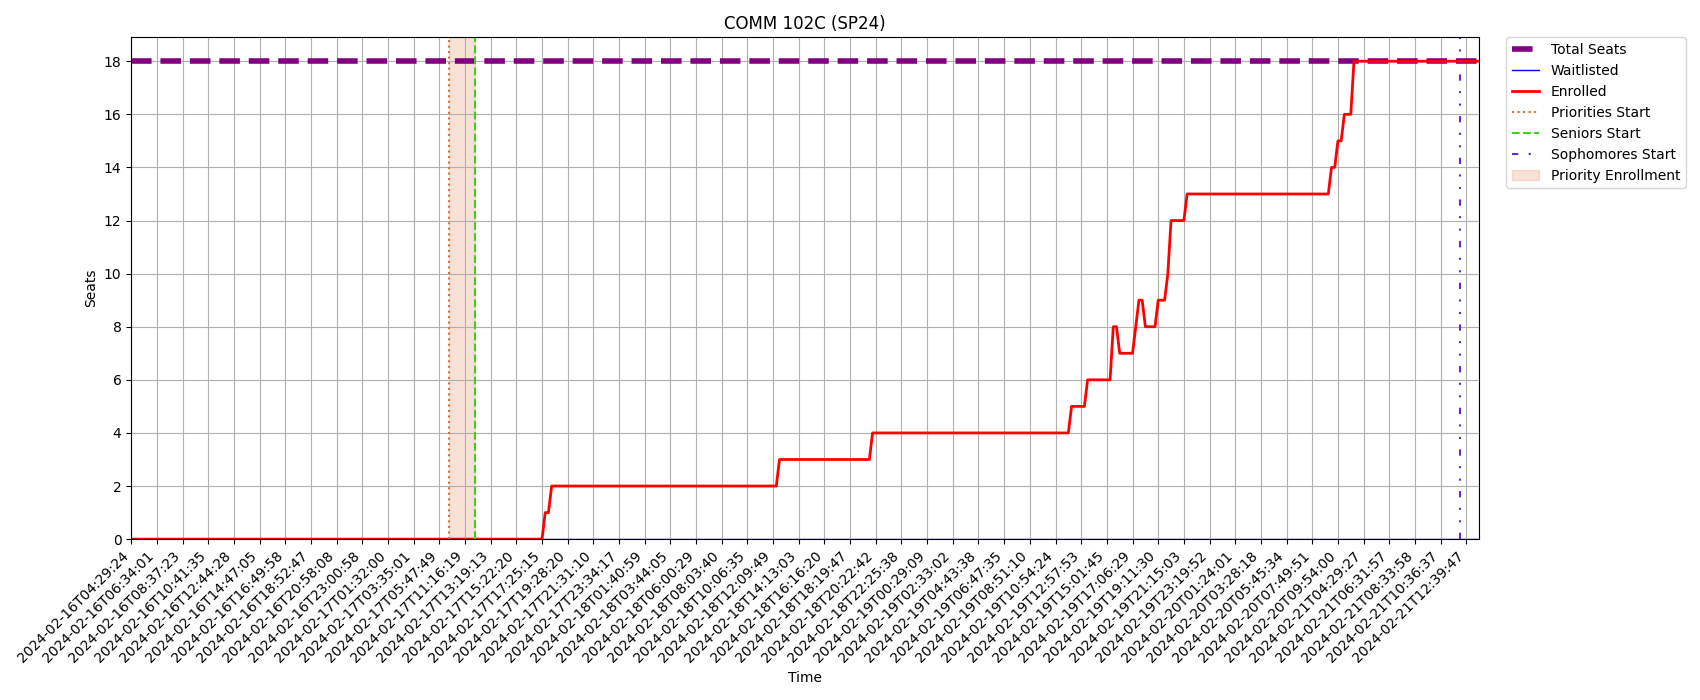 COMM 102C (SP24)
Seats
18
16
14
12
10
8
6
4
2
0
2024-02-16T04:29:24
2024-02-16T06:34:01
2024-02-16T08:37:23
2024-02-16T10:41:35
2024-02-16T12:44:28
2024-02-16T14:47:05
2024-02-16T16:49:58
2024-02-16T18:52:47
2024-02-16T20:58:08
2024-02-16T23:00:58
2024-02-17T01:32:00
2024-02-17T03:35:01
2024-02-17T05:47:49
2024-02-17T11:16:19
2024-02-17T13:19:13
2024-02-17T15:22:20
2024-02-17T17:25:15
2024-02-17T19:28:20
2024-02-17T21:31:10
2024-02-17T23:34:17
2024-02-18T01:40:59
2024-02-18T03:44:05
2024-02-18T06:00:29
2024-02-18T08:03:40
2024-02-18T10:06:35
2024-02-18T12:09:49
2024-02-18T14:13:03
2024-02-18T16:16:20
2024-02-18T18:19:47
2024-02-18T20:22:42
2024-02-18T22:25:38
2024-02-19T00:29:09
2024-02-19T02:33:02
2024-02-19T04:43:38
2024-02-19T06:47:35
2024-02-19T08:51:10
2024-02-19T10:54:24
2024-02-19T12:57:53
2024-02-19T15:01:45
2024-02-19T17:06:29
2024-02-19T19:11:30
2024-02-19T21:15:03
2024-02-19T23:19:52
2024-02-20T01:24:01
2024-02-20T03:28:18
2024-02-20T05:45:34
2024-02-20T07:49:51
2024-02-20T09:54:00
2024-02-21T04:29:27
2024-02-21T06:31:57
2024-02-21T08:33:58
2024-02-21T10:36:37
2024-02-21T12:39:47
Time
Total Seats
Waitlisted
Enrolled
Priorities Start
Seniors Start
Sophomores Start
Priority Enrollment